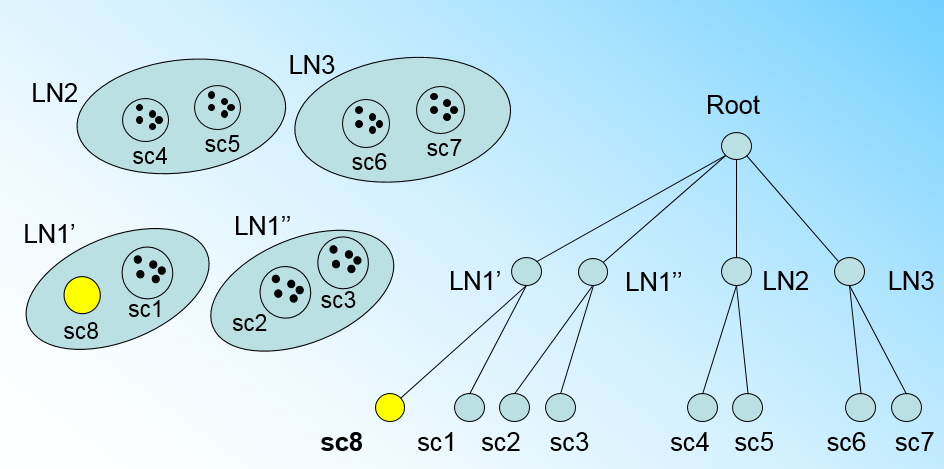 LN2
sc4
sc5
LN3
sc6
sc7
LN1’
sc8
sc1
LN1’’
sc2
sc3
Root
LN1’
LN1’’
LN2
LN3
sc8
sc1
sc2
sc3
sc4
sc5
sc6
sc7